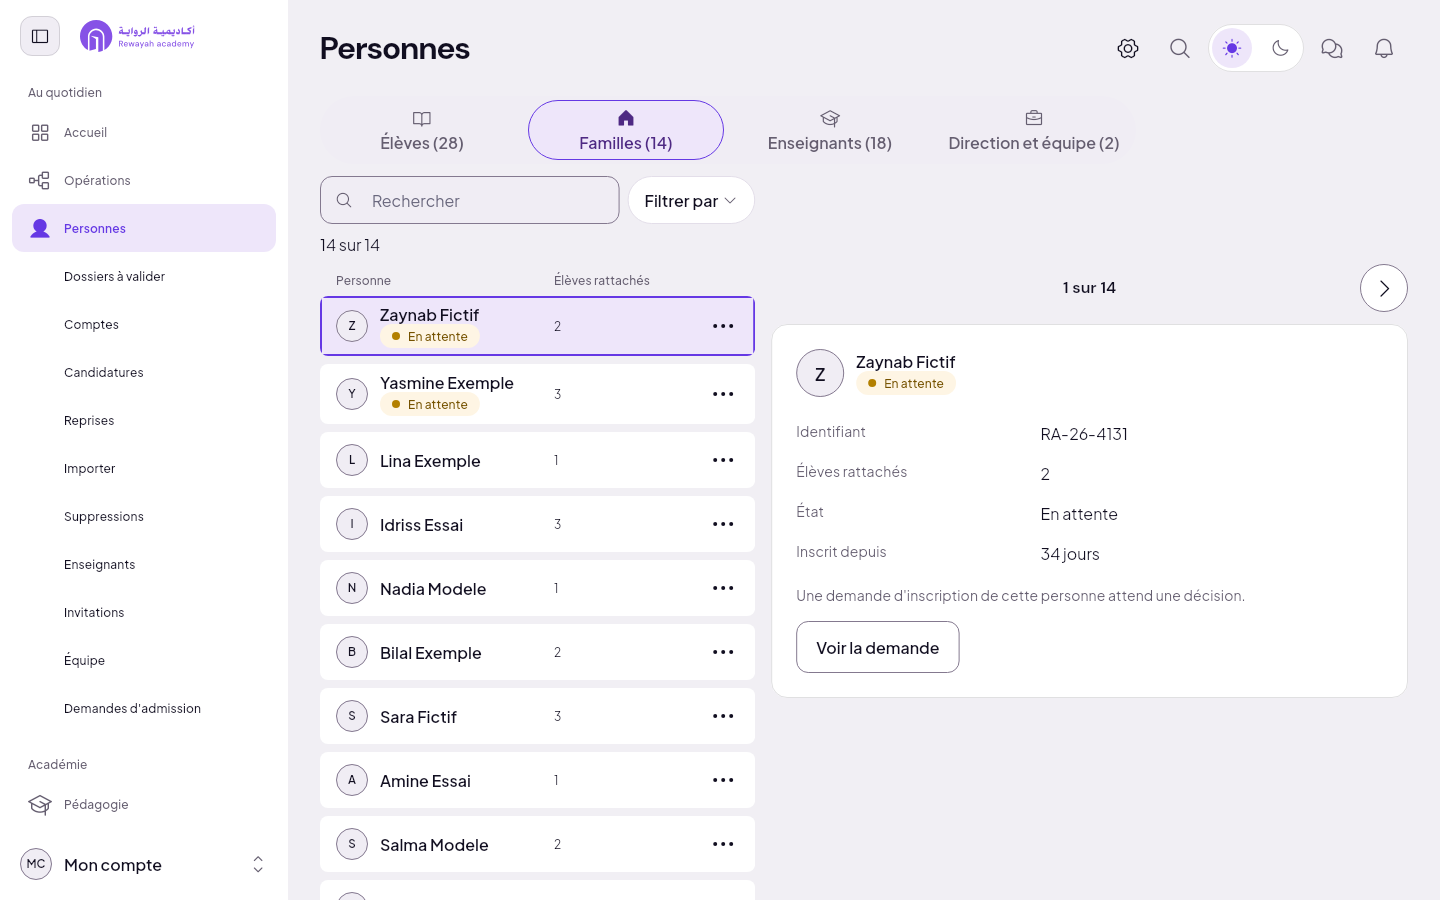 أكاديمية الرواية
Rewayah academy
Au quotidien
Accueil
Opérations
Personnes
Dossiers à valider
Comptes
Candidatures
Reprises
Importer
Suppressions
Enseignants
Invitations
Équipe
Demandes d'admission
Académie
Pédagogie
MC Mon compte
Personnes
Élèves (28)
Familles (14)
Enseignants (18)
Direction et équipe (2)
Rechercher
Filtrer par
14 sur 14
Personne Élèves rattachés
Z Zaynab Fictif 2
En attente
Y Yasmine Exemple 3
En attente
L Lina Exemple 1
I Idriss Essai 3
N Nadia Modele 1
B Bilal Exemple 2
S Sara Fictif 3
A Amine Essai 1
S Salma Modele 2
1 sur 14
Z Zaynab Fictif
En attente
Identifiant RA-26-4131
Élèves rattachés 2
État En attente
Inscrit depuis 34 jours
Une demande d'inscription de cette personne attend une décision.
Voir la demande